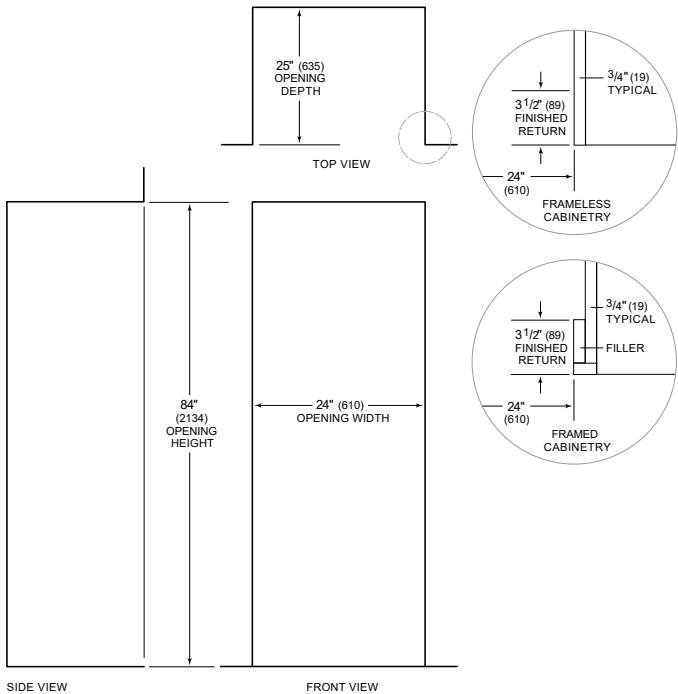 25" (635)
OPENING
DEPTH
TOP VIEW
3/4" (19)
TYPICAL
3 1/2" (89)
FINISHED
RETURN
24"
(610)
FRAMELESS
CABINETRY
3/4" (19)
TYPICAL
3 1/2" (89)
FINISHED
RETURN
FILLER
24"
(610)
FRAMED
CABINETRY
84"
(2134)
OPENING
HEIGHT
24" (610)
OPENING WIDTH
SIDE VIEW
FRONT VIEW